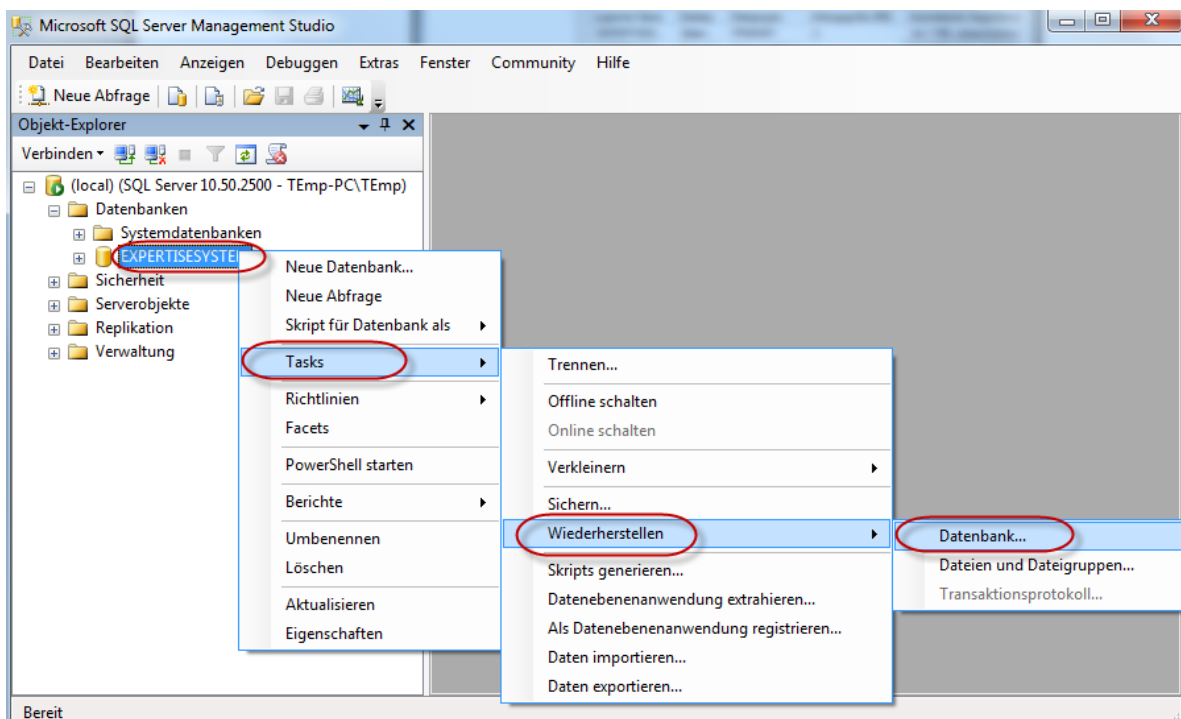 Microsoft SQL Server Management Studio
Datei Bearbeiten Anzeigen Debuggen Extras Fenster Community Hilfe
Neue Abfrage
Objekt-Explorer
Verbinden
(local) (SQL Server 10.50.2500 - TEmp-PC\TEmp)
Datenbanken
Systemdatenbanken
EXPERTISESYSTE
Sicherheit
Serverobjekte
Replikation
Verwaltung
Neue Datenbank...
Neue Abfrage
Skript für Datenbank als
Tasks
Richtlinien
Facets
PowerShell starten
Berichte
Umbenennen
Löschen
Aktualisieren
Eigenschaften
Trennen...
Offline schalten
Online schalten
Verkleinern
Sichern...
Wiederherstellen
Skripts generieren...
Datenebenenanwendung extrahieren...
Als Datenebenenanwendung registrieren...
Daten importieren...
Daten exportieren...
Datenbank...
Dateien und Dateigruppen...
Transaktionsprotokoll...
Bereit